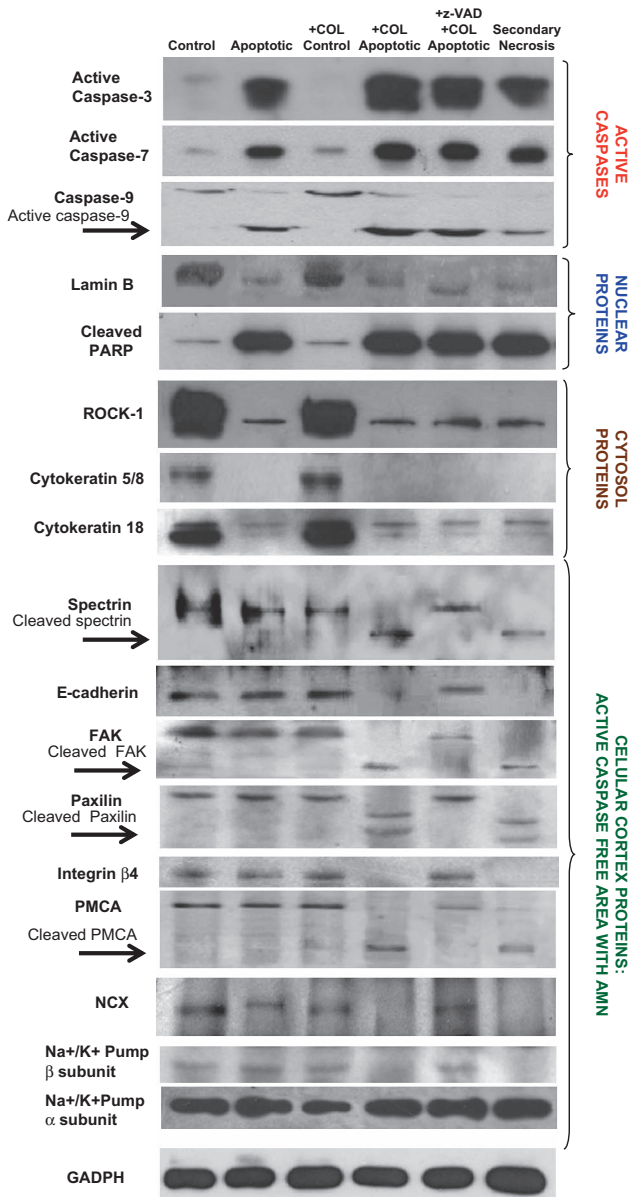 Control
Apoptotic
+COL
Control
+COL
Apoptotic
+z-VAD
+COL
Apoptotic
Secondary
Necrosis
Active
Caspase-3
Active
Caspase-7
Caspase-9
Active caspase-9
ACTIVE
CASPASES
Lamin B
Cleaved
PARP
NUCLEAR
PROTEINS
ROCK-1
Cytokeratin 5/8
Cytokeratin 18
CYTOSOL
PROTEINS
Spectrin
Cleaved spectrin
E-cadherin
FAK
Cleaved FAK
Paxilin
Cleaved Paxilin
Integrin β4
PMCA
Cleaved PMCA
NCX
Na+/K+ Pump
β subunit
Na+/K+Pump
α subunit
CELULAR CORTEX PROTEINS:
ACTIVE CASPASE FREE AREA WITH AMN
GADPH